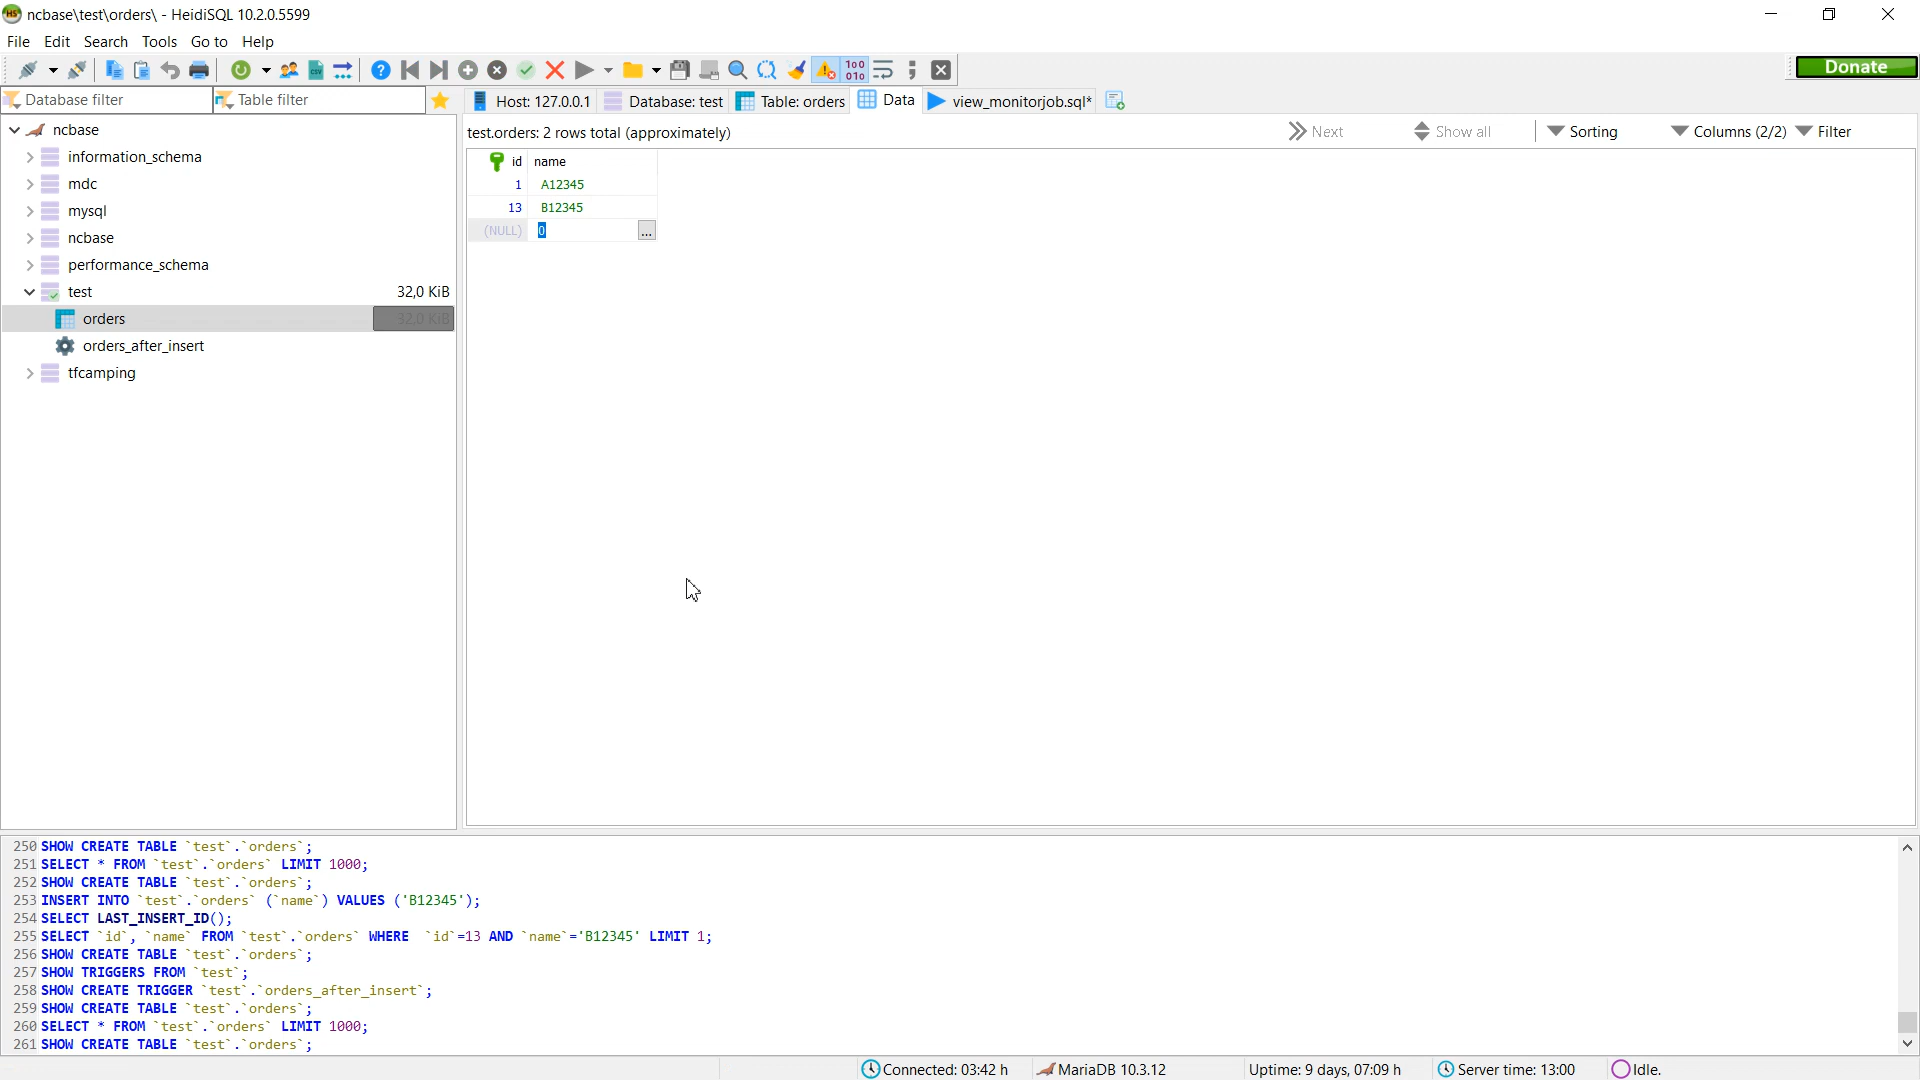 ncbase\test\orders\ - HeidiSQL 10.2.0.5599
File Edit Search Tools Go to Help
Donate
Database filter Table filter
Host: 127.0.0.1 Database: test Table: orders Data view_monitorjob.sql*
ncbase
information_schema
mdc
mysql
ncbase
performance_schema
test 32,0 KiB
orders 32,0 KiB
orders_after_insert
tfcamping
test.orders: 2 rows total (approximately) Next Show all Sorting Columns (2/2) Filter
id name
1 A12345
13 B12345
(NULL) 0 ...
250 SHOW CREATE TABLE `test`.`orders`;
251 SELECT * FROM `test`.`orders` LIMIT 1000;
252 SHOW CREATE TABLE `test`.`orders`;
253 INSERT INTO `test`.`orders` (`name`) VALUES ('B12345');
254 SELECT LAST_INSERT_ID();
255 SELECT `id`, `name` FROM `test`.`orders` WHERE  `id`=13 AND `name`='B12345' LIMIT 1;
256 SHOW CREATE TABLE `test`.`orders`;
257 SHOW TRIGGERS FROM `test`;
258 SHOW CREATE TRIGGER `test`.`orders_after_insert`;
259 SHOW CREATE TABLE `test`.`orders`;
260 SELECT * FROM `test`.`orders` LIMIT 1000;
261 SHOW CREATE TABLE `test`.`orders`;
Connected: 03:42 h MariaDB 10.3.12 Uptime: 9 days, 07:09 h Server time: 13:00 Idle.